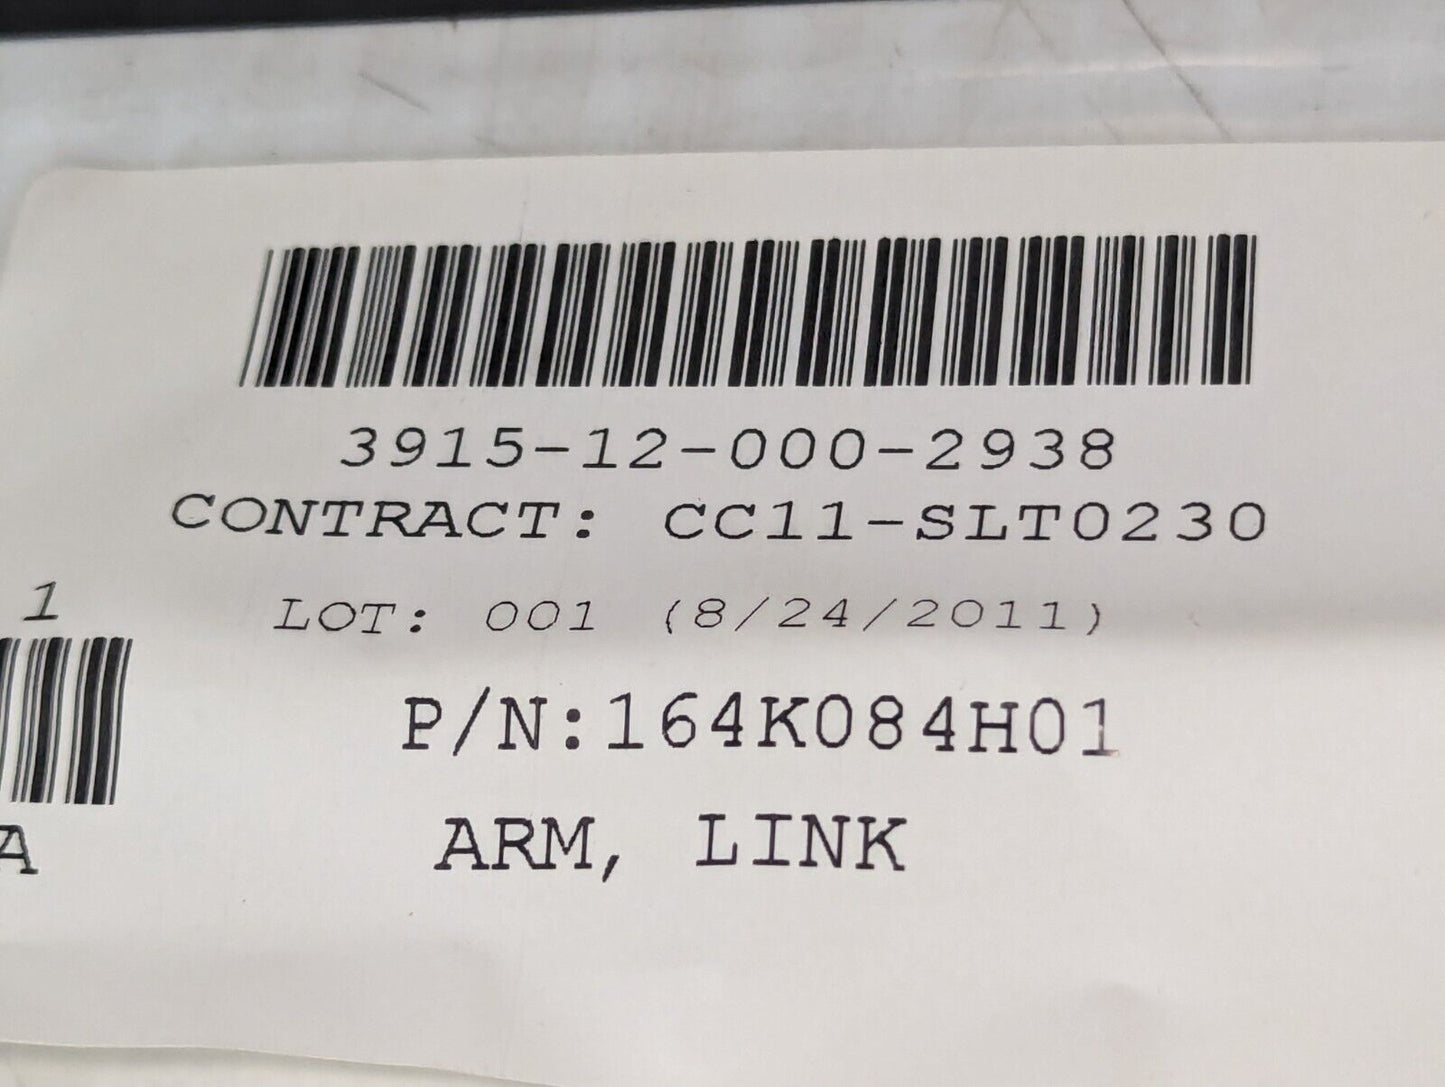 3915-12-000-2938
CONTRACT: CC11-SLT0230
LOT: 001 (8/24/2011)
P/N:164K084H01
ARM, LINK
1
A